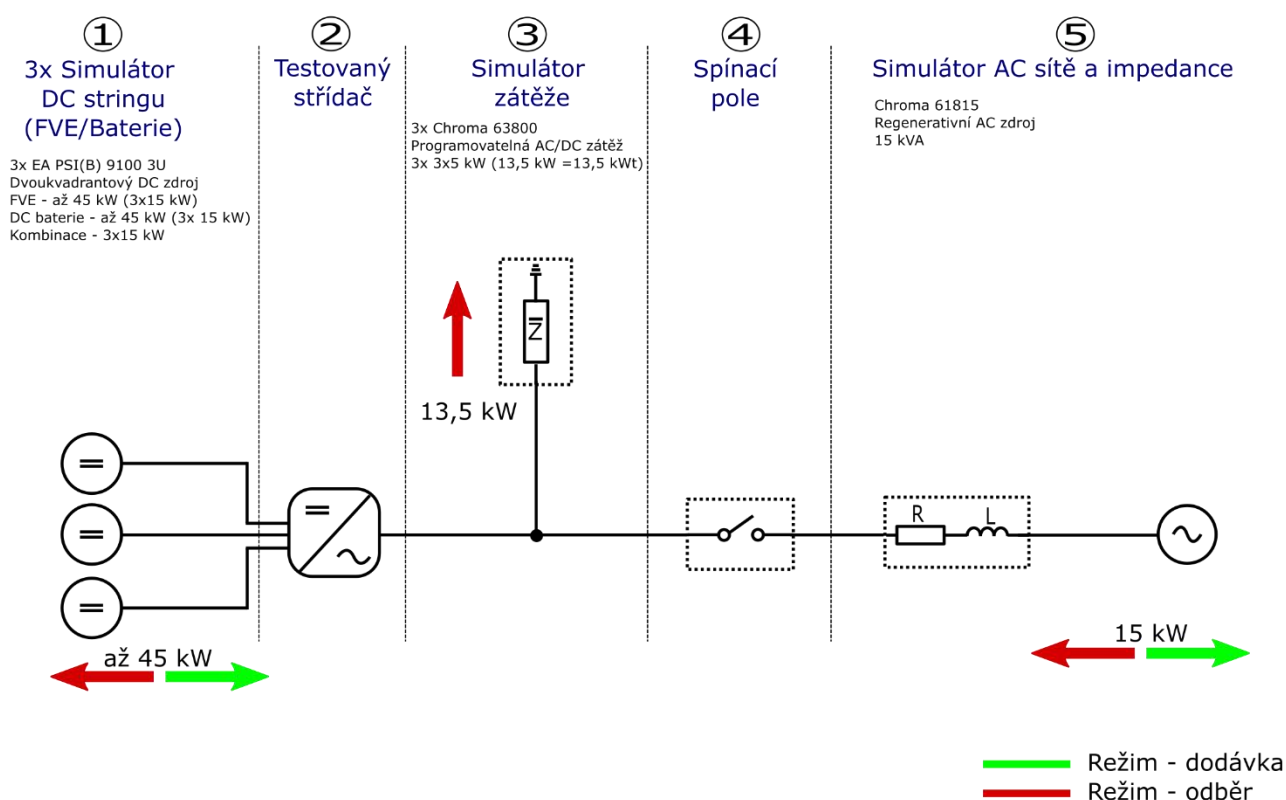 ①
3x Simulátor
DC stringu
(FVE/Baterie)
3x EA PSI(B) 9100 3U
Dvoukvadrantový DC zdroj
FVE - až 45 kW (3x15 kW)
DC baterie - až 45 kW (3x 15 kW)
Kombinace - 3x15 kW
②
Testovaný
střídač
③
Simulátor
zátěže
3x Chroma 63800
Programovatelná AC/DC zátěž
3x 3x5 kW (13,5 kW =13,5 kWt)
④
Spínací
pole
⑤
Simulátor AC sítě a impedance
Chroma 61815
Regenerativní AC zdroj
15 kVA
Z
13,5 kW
R
L
až 45 kW
15 kW
Režim - dodávka
Režim - odběr